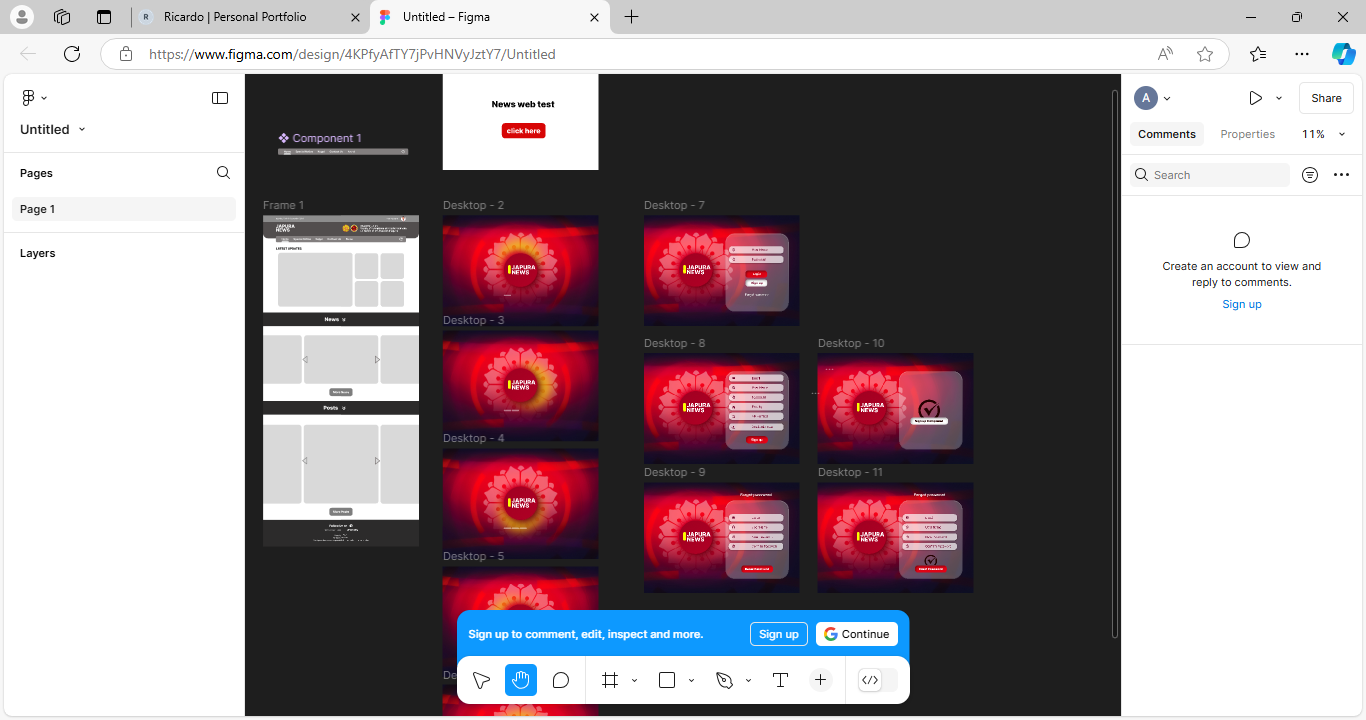 Ricardo | Personal Portfolio
Untitled – Figma
https://www.figma.com/design/4KPfyAfTY7jPvHNVyJztY7/Untitled
Untitled
Pages
Page 1
Layers
Component 1
News web test
click here
Frame 1
JAPURA
NEWS
LATEST UPDATES
News
Posts
Desktop - 2
JAPURA
NEWS
Desktop - 3
JAPURA
NEWS
Desktop - 4
JAPURA
NEWS
Desktop - 5
Desktop - 7
JAPURA
NEWS
Login
Sign up
Desktop - 8
JAPURA
NEWS
Sign up
Desktop - 9
Forgot password
JAPURA
NEWS
Desktop - 10
JAPURA
NEWS
Desktop - 11
Forgot password
JAPURA
NEWS
Sign up to comment, edit, inspect and more.
Sign up
Continue
A
Share
Comments
Properties
11%
Search
Create an account to view and
reply to comments.
Sign up